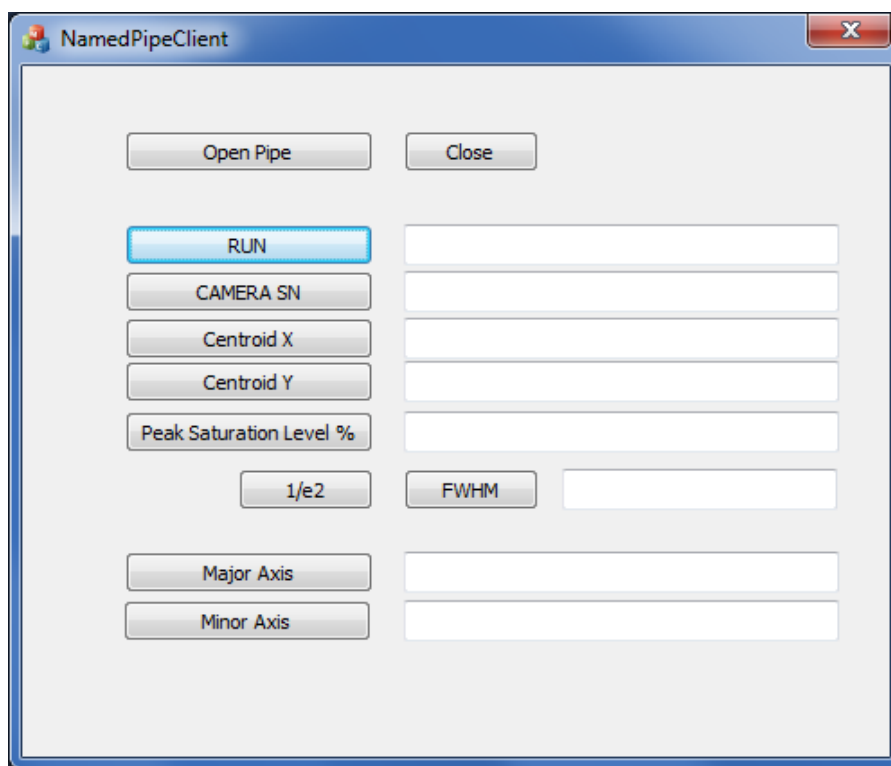 NamedPipeClient
Open Pipe Close
RUN
CAMERA SN
Centroid X
Centroid Y
Peak Saturation Level %
1/e2 FWHM
Major Axis
Minor Axis